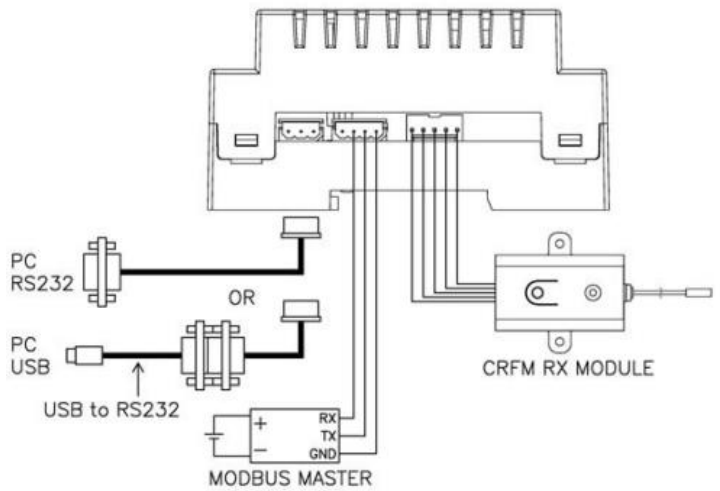 PC
RS232
OR
PC
USB
USB to RS232
CRFM RX MODULE
+
RX
TX
−
GND
MODBUS MASTER